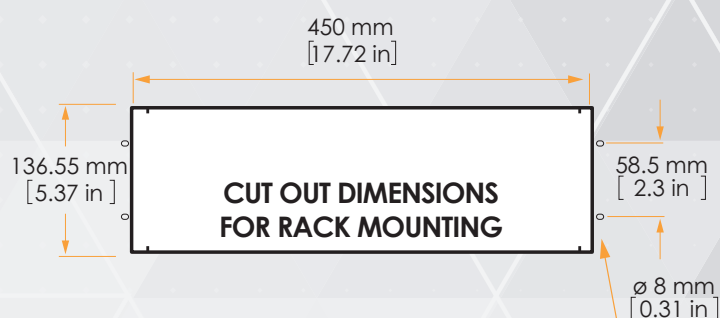 450 mm
[17.72 in]
136.55 mm
[5.37 in ]
58.5 mm
[ 2.3 in ]
CUT OUT DIMENSIONS
FOR RACK MOUNTING
ø 8 mm
[0.31 in ]